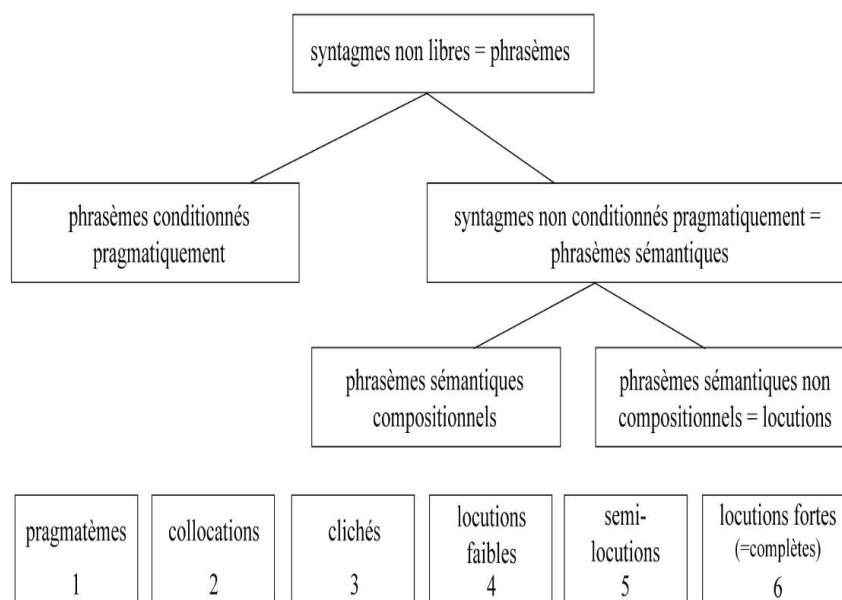 syntagmes non libres = phrasèmes
phrasèmes conditionnés
pragmatiquement
syntagmes non conditionnés pragmatiquement =
phrasèmes sémantiques
phrasèmes sémantiques
compositionnels
phrasèmes sémantiques non
compositionnels = locutions
pragmatèmes
1
collocations
2
clichés
3
locutions
faibles
4
semi-
locutions
5
locutions fortes
(=complètes)
6